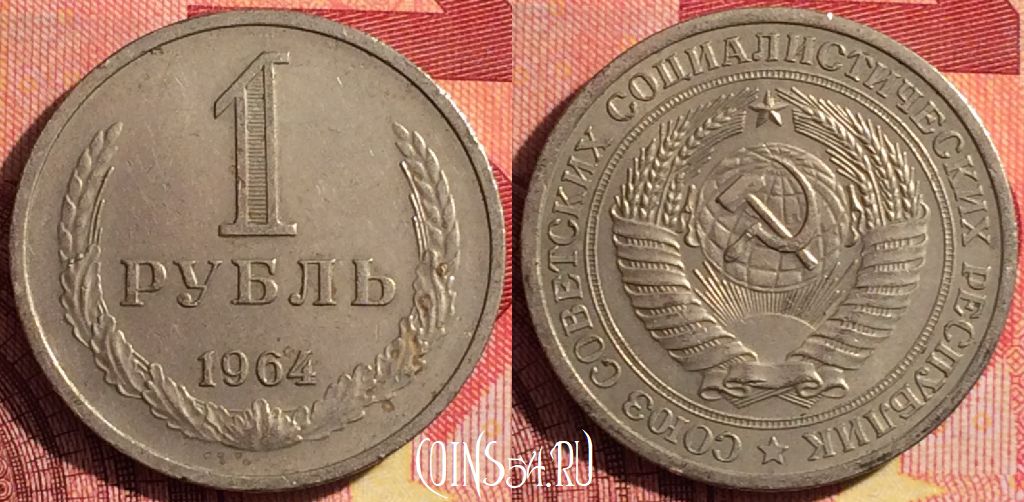 1
РУБЛЬ
1964
СОЮЗ СОВЕТСКИХ СОЦИАЛИСТИЧЕСКИХ РЕСПУБЛИК
COINS54.RU